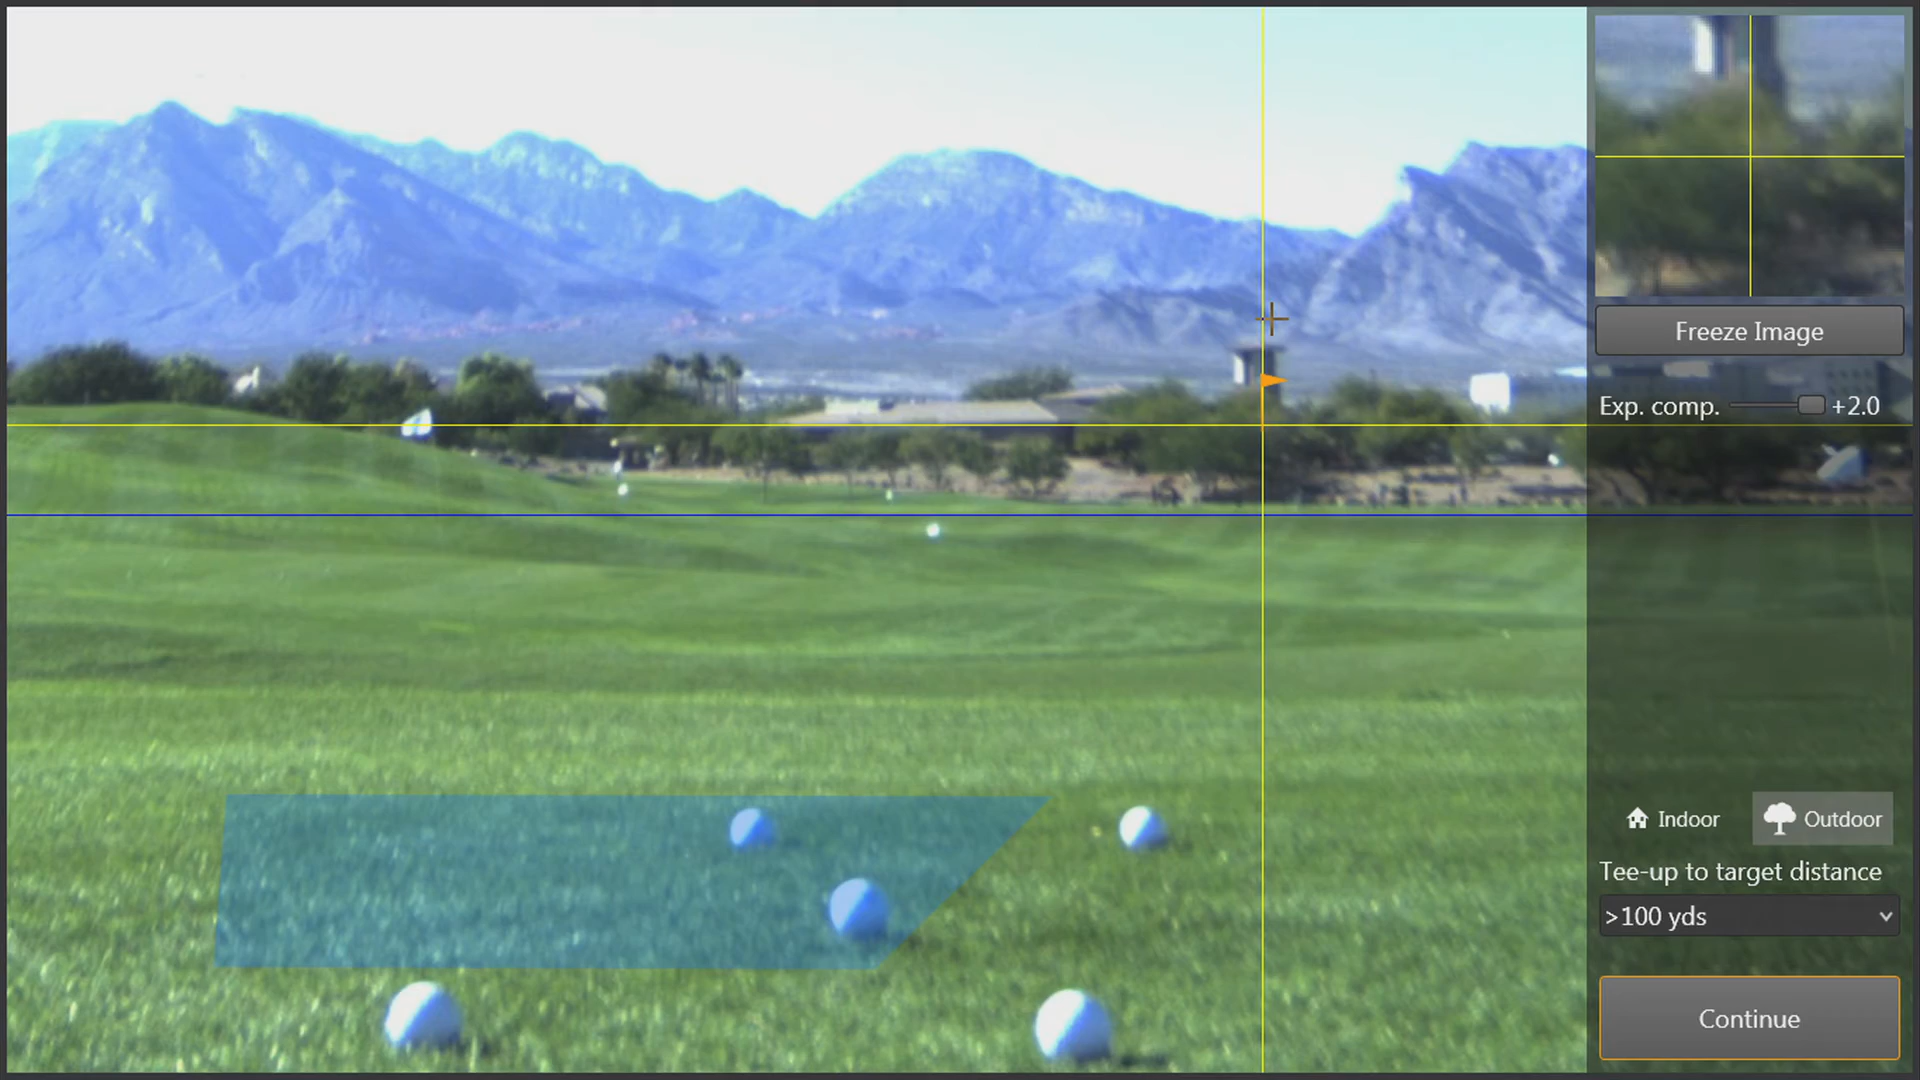 Freeze Image
Exp. comp. +2.0
Indoor Outdoor
Tee-up to target distance
>100 yds
Continue